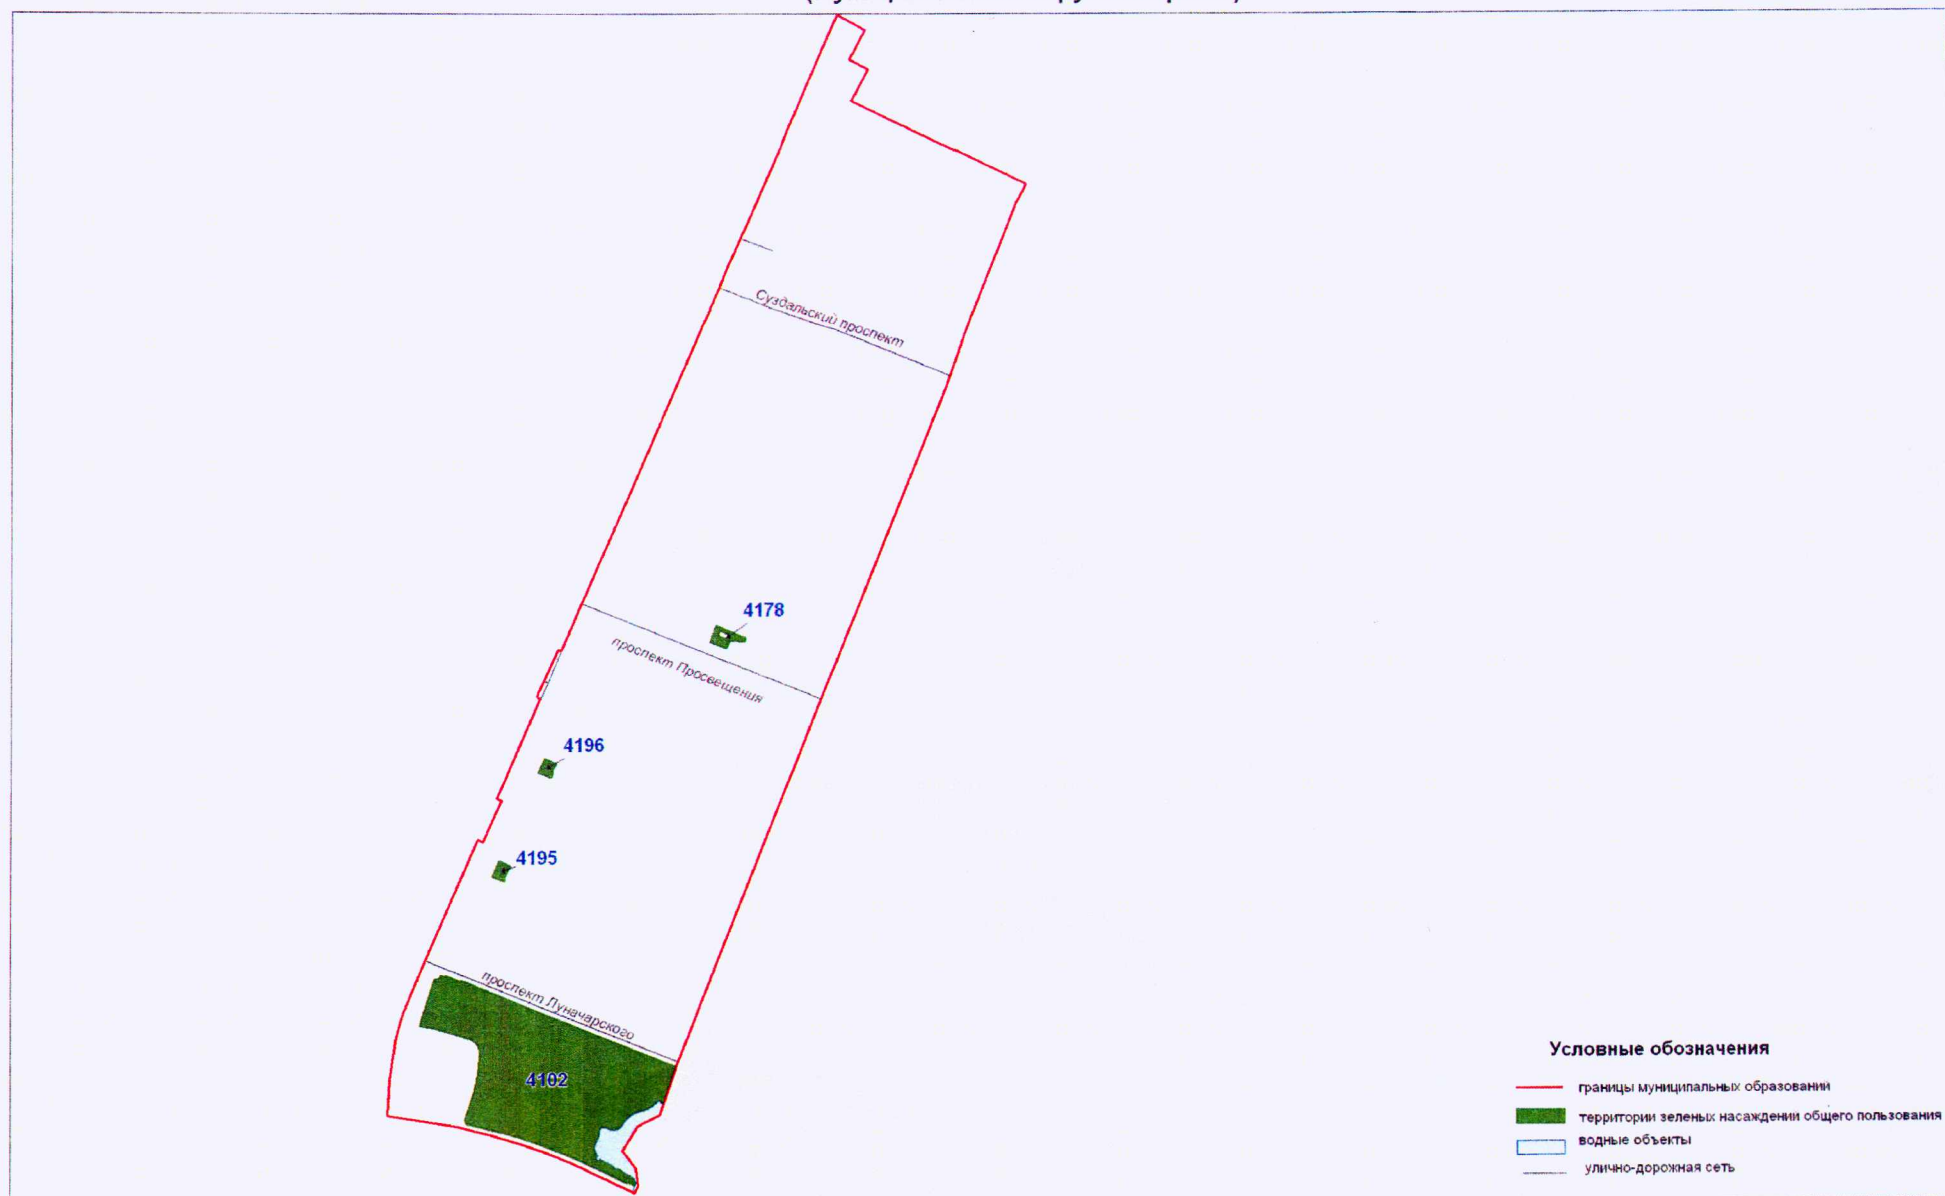 Суздальский проспект
4178
проспект Просвещения
4196
4195
проспект Луначарского
4102
Условные обозначения
границы муниципальных образований
территории зеленых насаждении общего пользования
водные объекты
улично-дорожная сеть